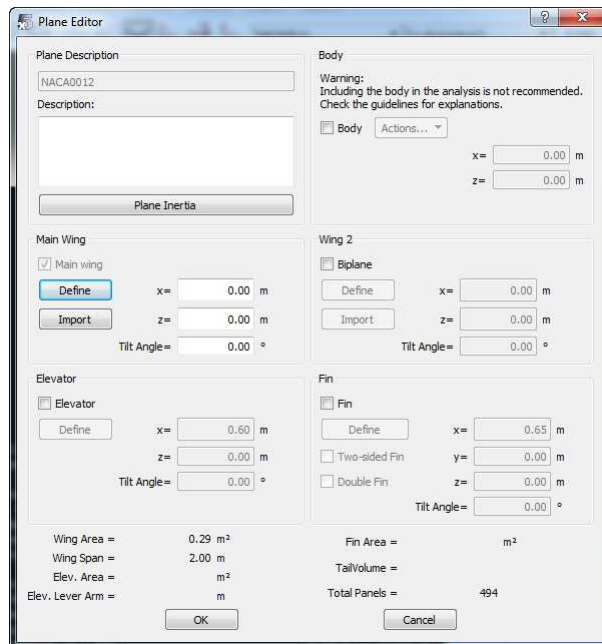 Plane Editor
Plane Description
NACA0012
Description:
Plane Inertia
Body
Warning:
Including the body in the analysis is not recommended.
Check the guidelines for explanations.
Body Actions...
x= 0.00 m
z= 0.00 m
Main Wing
Main wing
Define x= 0.00 m
Import z= 0.00 m
Tilt Angle= 0.00 °
Wing 2
Biplane
Define x= 0.00 m
Import z= 0.00 m
Tilt Angle= 0.00 °
Elevator
Elevator
Define x= 0.60 m
z= 0.00 m
Tilt Angle= 0.00 °
Fin
Fin
Define x= 0.65 m
Two-sided Fin y= 0.00 m
Double Fin z= 0.00 m
Tilt Angle= 0.00 °
Wing Area = 0.29 m²
Wing Span = 2.00 m
Elev. Area = m²
Elev. Lever Arm = m
Fin Area = m²
TailVolume =
Total Panels = 494
OK
Cancel